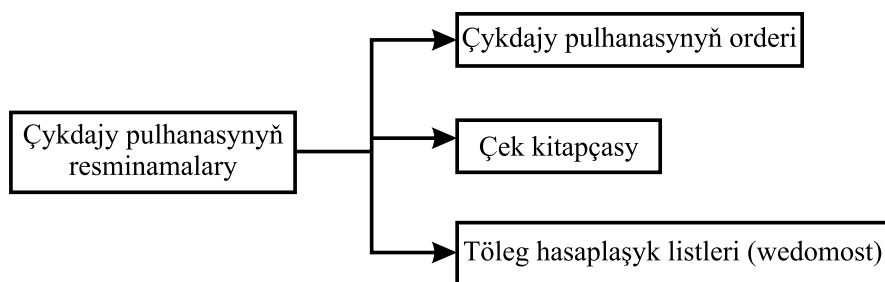 Çykdajy pulhanasynyň
resminamalary
Çykdajy pulhanasynyň orderi
Çek kitapçasy
Töleg hasaplaşyk listleri (wedomost)